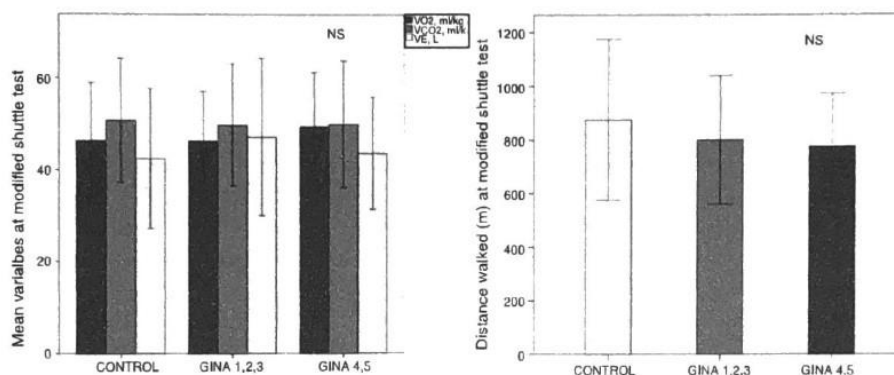 Mean varialbes at modified shuttle test
60
40
20
0
NS
VO2, ml/kg
VCO2, ml/k
VE, L
CONTROL
GINA 1,2,3
GINA 4,5
Distance walked (m) at modified shuttle test
1200
1000
800
600
400
200
0
NS
CONTROL
GINA 1,2,3
GINA 4,5